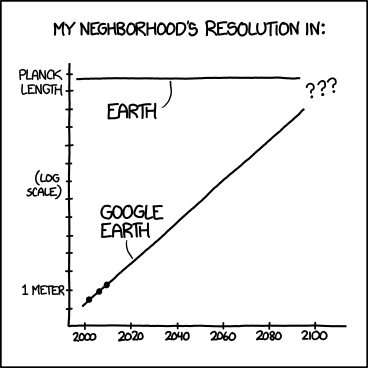 MY NEIGHBORHOOD'S RESOLUTION IN:
PLANCK
LENGTH
???
EARTH
(LOG
SCALE)
GOOGLE
EARTH
1 METER
2000 2020 2040 2060 2080 2100